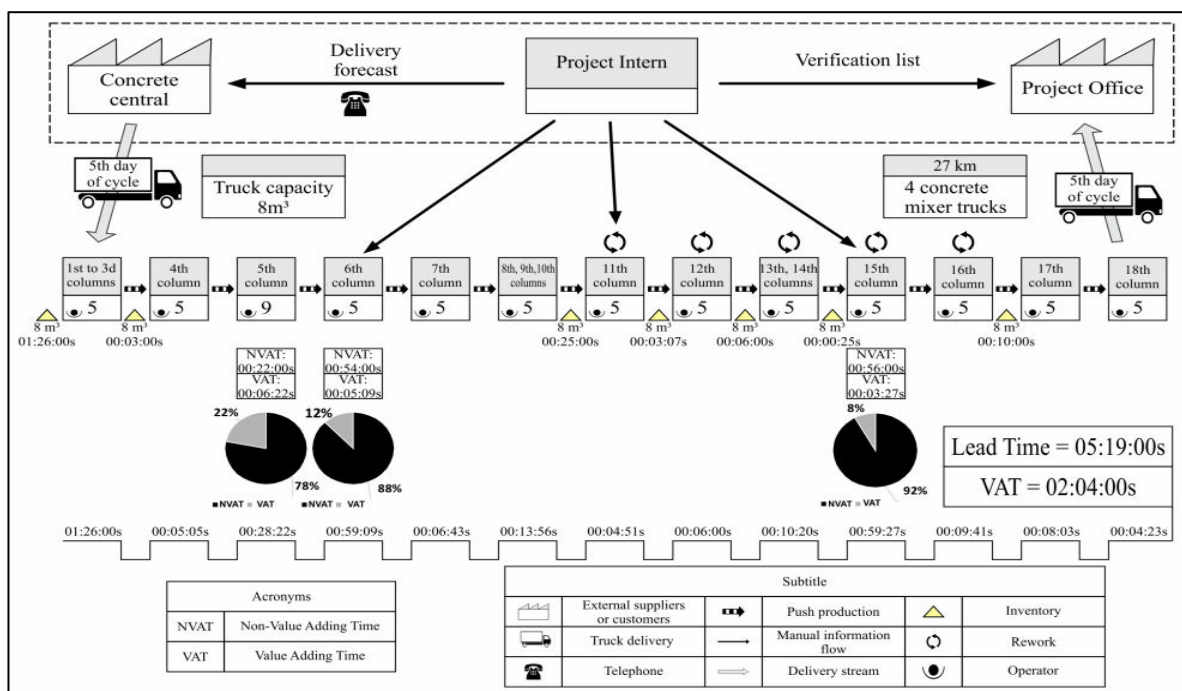 Concrete
central
Delivery
forecast
Project Intern
Verification list
Project Office
5th day
of cycle
Truck capacity
8m³
27 km
4 concrete
mixer trucks
5th day
of cycle
1st to 3d
columns
5
4th
column
5
5th
column
9
6th
column
5
7th
column
5
8th, 9th,10th
columns
5
11th
column
5
12th
column
5
13th, 14th
columns
5
15th
column
5
16th
column
5
17th
column
5
18th
column
5
8 m³
01:26:00s
8 m³
00:03:00s
8 m³
00:25:00s
8 m³
00:03:07s
8 m³
00:06:00s
8 m³
00:00:25s
8 m³
00:10:00s
NVAT:
00:22:00s
VAT:
00:06:22s
NVAT:
00:54:00s
VAT:
00:05:09s
NVAT:
00:56:00s
VAT:
00:03:27s
22%
78%
NVAT VAT
12%
88%
NVAT VAT
8%
92%
NVAT VAT
Lead Time = 05:19:00s
VAT = 02:04:00s
01:26:00s 00:05:05s 00:28:22s 00:59:09s 00:06:43s 00:13:56s 00:04:51s 00:06:00s 00:10:20s 00:59:27s 00:09:41s 00:08:03s 00:04:23s
Acronyms
NVAT Non-Value Adding Time
VAT Value Adding Time
Subtitle
External suppliers
or customers
Push production
Inventory
Truck delivery
Manual information
flow
Rework
Telephone
Delivery stream
Operator